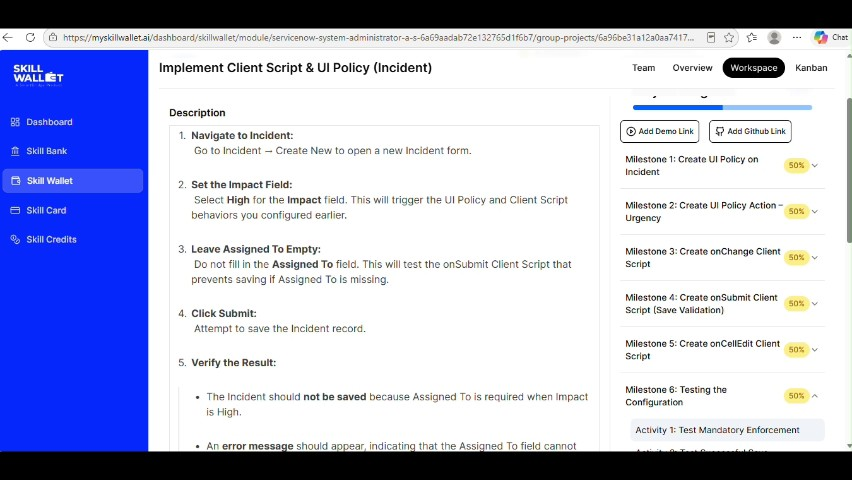 https://myskillwallet.ai/dashboard/skillwallet/module/servicenow-system-administrator-a-s-6a69aadab72e132765d1f6b7/group-projects/6a96be31a12a0aa7417...
Chat
SKILL
WALLET
Implement Client Script & UI Policy (Incident)
Team
Overview
Workspace
Kanban
Dashboard
Skill Bank
Skill Wallet
Skill Card
Skill Credits
Description
1. Navigate to Incident:
Go to Incident → Create New to open a new Incident form.
2. Set the Impact Field:
Select High for the Impact field. This will trigger the UI Policy and Client Script
behaviors you configured earlier.
3. Leave Assigned To Empty:
Do not fill in the Assigned To field. This will test the onSubmit Client Script that
prevents saving if Assigned To is missing.
4. Click Submit:
Attempt to save the Incident record.
5. Verify the Result:
• The Incident should not be saved because Assigned To is required when Impact
is High.
• An error message should appear, indicating that the Assigned To field cannot
Add Demo Link
Add Github Link
Milestone 1: Create UI Policy on
Incident
50%
Milestone 2: Create UI Policy Action –
Urgency
50%
Milestone 3: Create onChange Client
Script
50%
Milestone 4: Create onSubmit Client
Script (Save Validation)
50%
Milestone 5: Create onCellEdit Client
Script
50%
Milestone 6: Testing the
Configuration
50%
Activity 1: Test Mandatory Enforcement